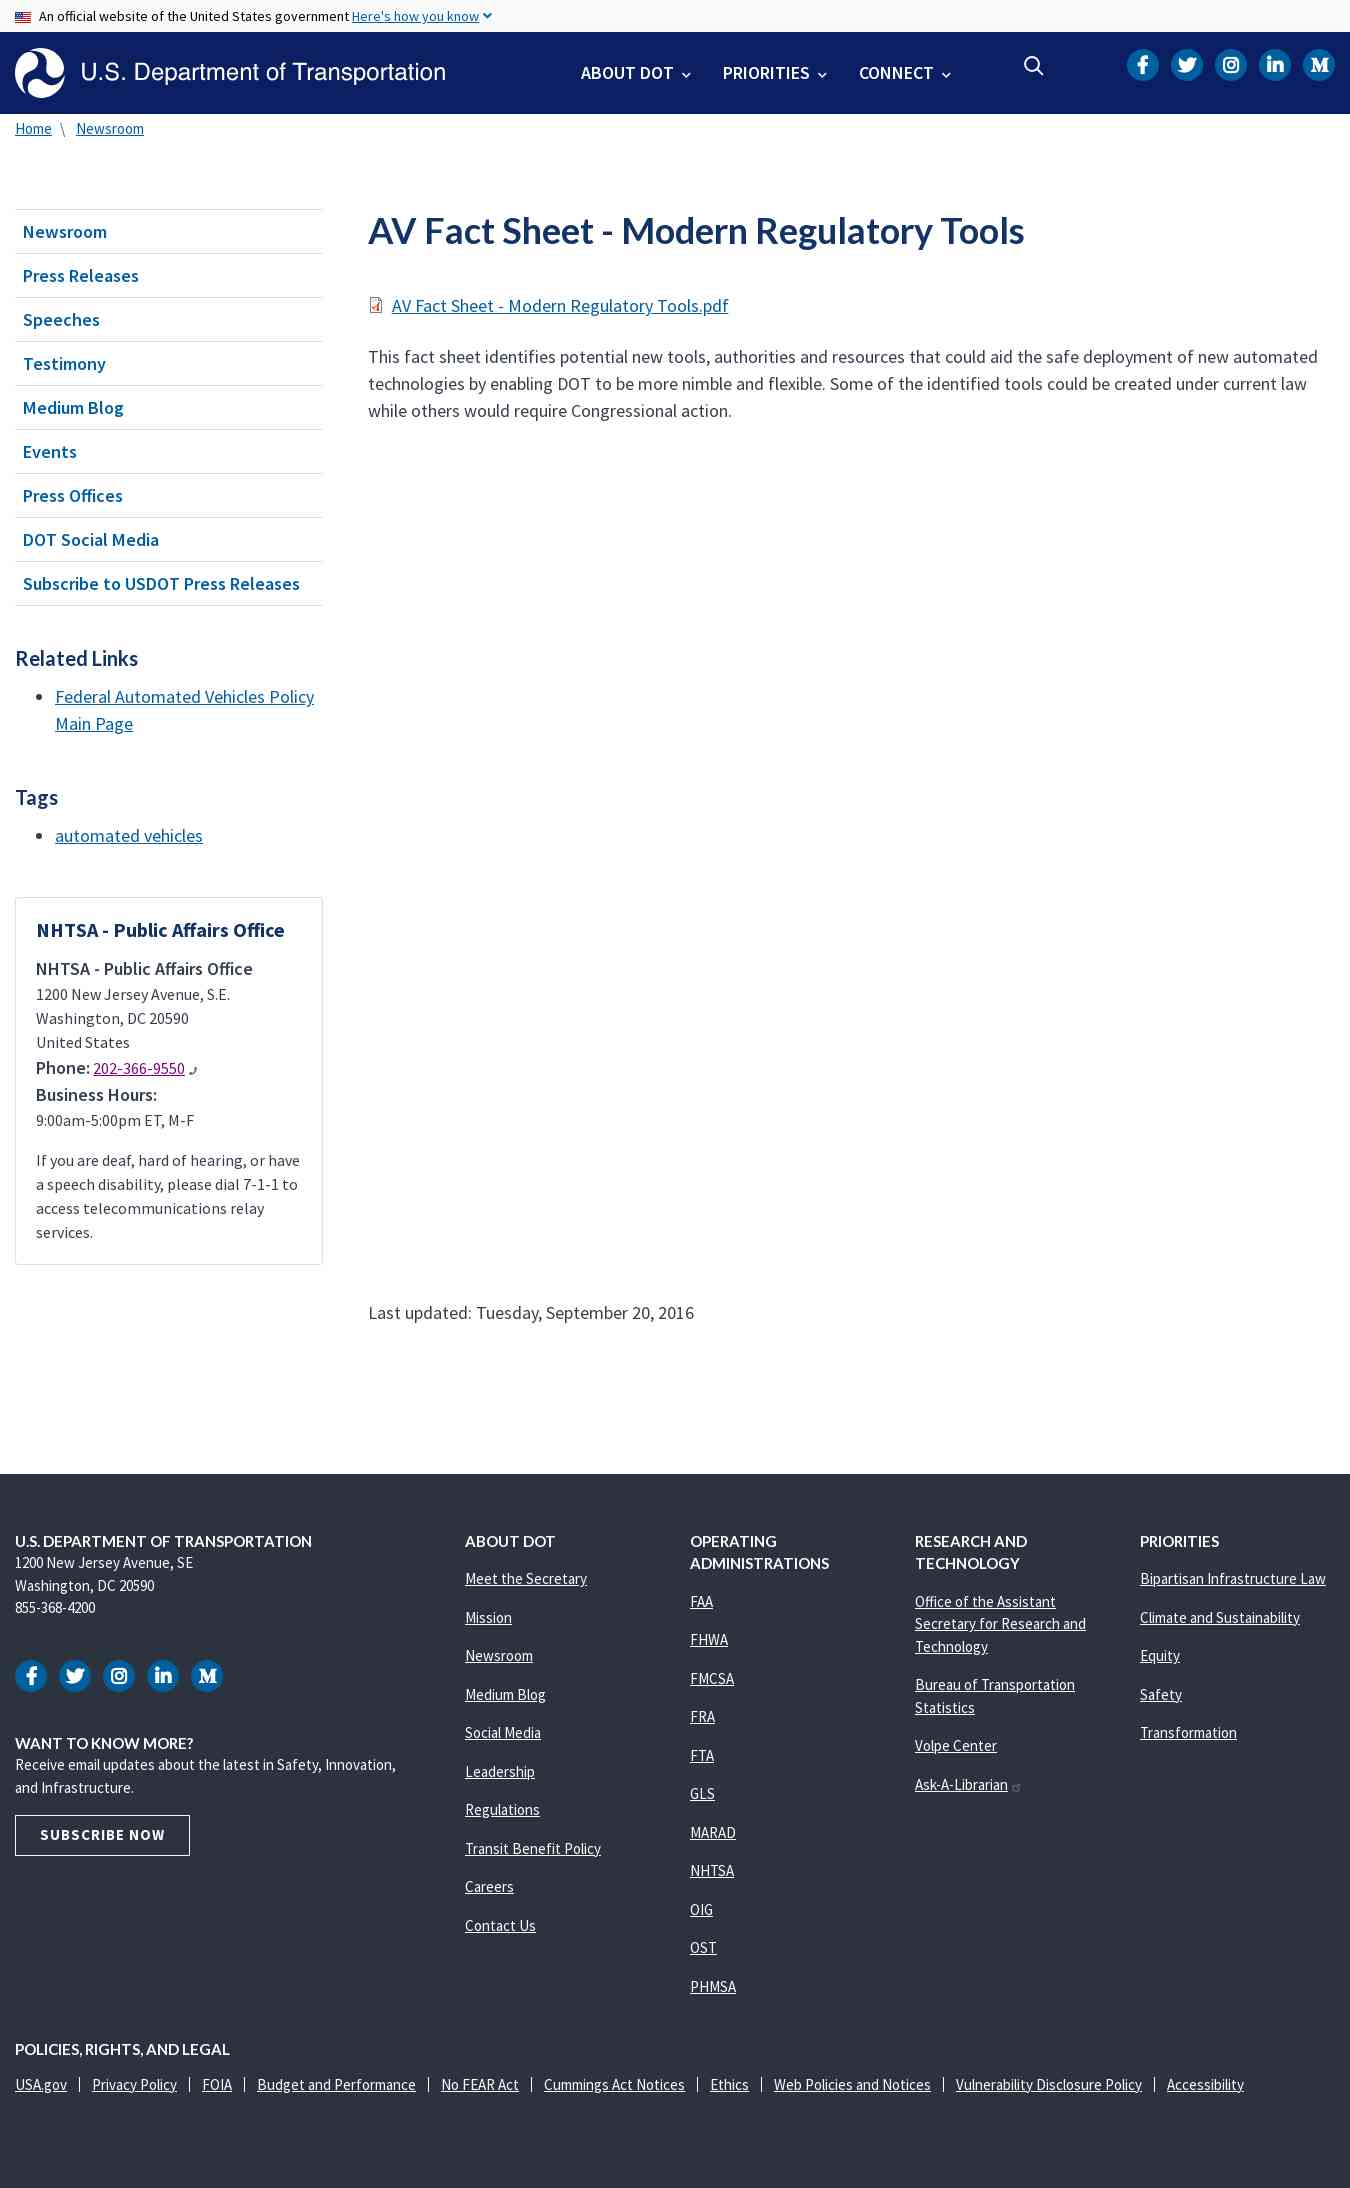 An official website of the United States government Here's how you know
U.S. Department of Transportation
ABOUT DOT
PRIORITIES
CONNECT
Home \ Newsroom
Newsroom
Press Releases
Speeches
Testimony
Medium Blog
Events
Press Offices
DOT Social Media
Subscribe to USDOT Press Releases
Related Links
Federal Automated Vehicles Policy
Main Page
Tags
automated vehicles
NHTSA - Public Affairs Office
NHTSA - Public Affairs Office
1200 New Jersey Avenue, S.E.
Washington, DC 20590
United States
Phone: 202-366-9550
Business Hours:
9:00am-5:00pm ET, M-F
If you are deaf, hard of hearing, or have
a speech disability, please dial 7-1-1 to
access telecommunications relay
services.
AV Fact Sheet - Modern Regulatory Tools
AV Fact Sheet - Modern Regulatory Tools.pdf
This fact sheet identifies potential new tools, authorities and resources that could aid the safe deployment of new automated
technologies by enabling DOT to be more nimble and flexible. Some of the identified tools could be created under current law
while others would require Congressional action.
Last updated: Tuesday, September 20, 2016
U.S. DEPARTMENT OF TRANSPORTATION
1200 New Jersey Avenue, SE
Washington, DC 20590
855-368-4200
WANT TO KNOW MORE?
Receive email updates about the latest in Safety, Innovation,
and Infrastructure.
SUBSCRIBE NOW
ABOUT DOT
Meet the Secretary
Mission
Newsroom
Medium Blog
Social Media
Leadership
Regulations
Transit Benefit Policy
Careers
Contact Us
OPERATING
ADMINISTRATIONS
FAA
FHWA
FMCSA
FRA
FTA
GLS
MARAD
NHTSA
OIG
OST
PHMSA
RESEARCH AND
TECHNOLOGY
Office of the Assistant
Secretary for Research and
Technology
Bureau of Transportation
Statistics
Volpe Center
Ask-A-Librarian
PRIORITIES
Bipartisan Infrastructure Law
Climate and Sustainability
Equity
Safety
Transformation
POLICIES, RIGHTS, AND LEGAL
USA.gov | Privacy Policy | FOIA | Budget and Performance | No FEAR Act | Cummings Act Notices | Ethics | Web Policies and Notices | Vulnerability Disclosure Policy | Accessibility